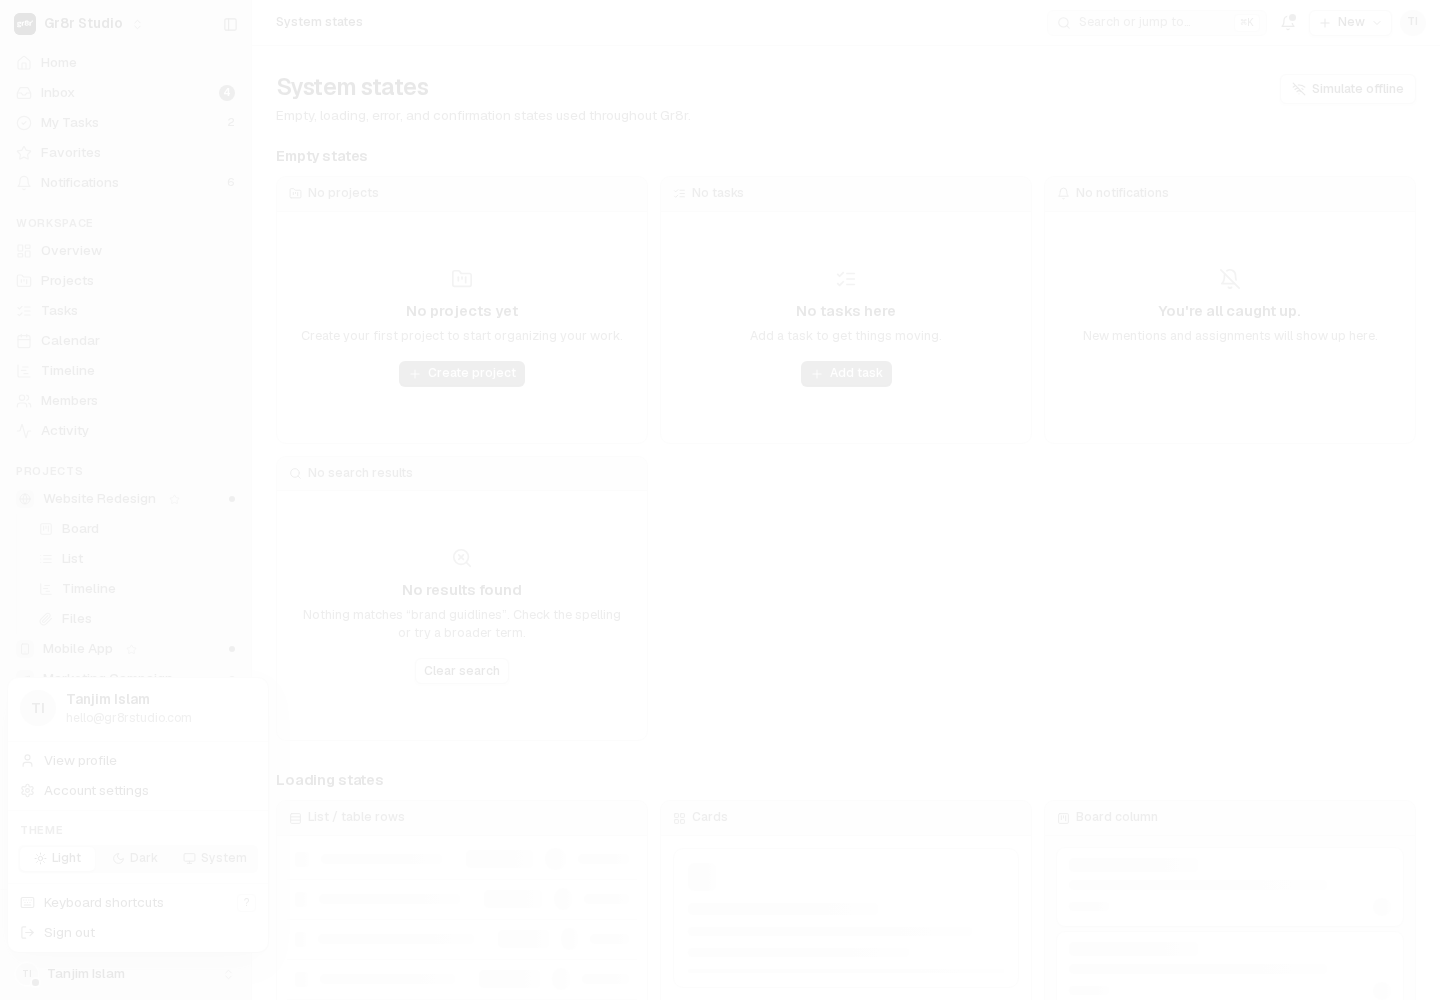 Gr8r Studio
Home
Inbox 4
My Tasks 2
Favorites
Notifications 6
WORKSPACE
Overview
Projects
Tasks
Calendar
Timeline
Members
Activity
PROJECTS
Website Redesign
Board
List
Timeline
Files
Mobile App
TI Tanjim Islam
hello@gr8rstudio.com
View profile
Account settings
THEME
Light Dark System
Keyboard shortcuts ?
Sign out
TI Tanjim Islam
System states
Search or jump to... ⌘K
New
TI
System states
Simulate offline
Empty, loading, error, and confirmation states used throughout Gr8r.
Empty states
No projects
No projects yet
Create your first project to start organizing your work.
Create project
No tasks
No tasks here
Add a task to get things moving.
Add task
No notifications
You're all caught up.
New mentions and assignments will show up here.
No search results
No results found
Nothing matches "brand guidlines". Check the spelling
or try a broader term.
Clear search
Loading states
List / table rows
Cards
Board column